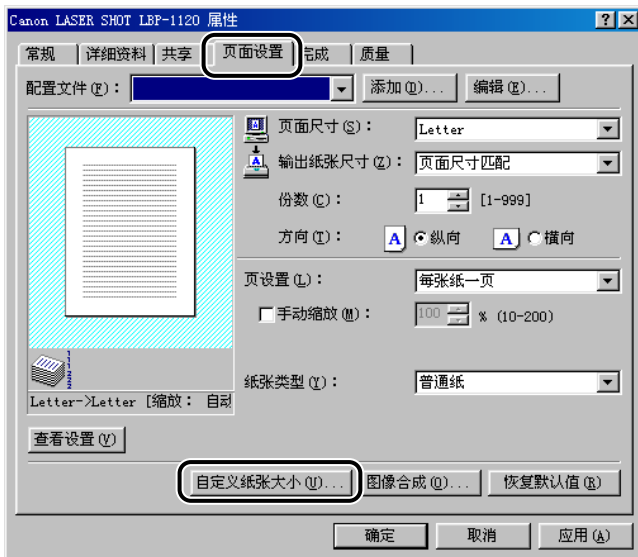 Canon LASER SHOT LBP-1120 属性
常规 详细资料 共享 页面设置 完成 质量
配置文件(F): 添加(D)... 编辑(E)...
页面尺寸(S): Letter
输出纸张尺寸(Z): 页面尺寸匹配
份数(C): 1 [1-999]
方向(T): A 纵向 A 横向
页设置(L): 每张纸一页
手动缩放(M): 100 % (10-200)
纸张类型(Y): 普通纸
Letter->Letter [缩放: 自动
查看设置(V)
自定义纸张大小(U)... 图像合成(O)... 恢复默认值(R)
确定 取消 应用(A)